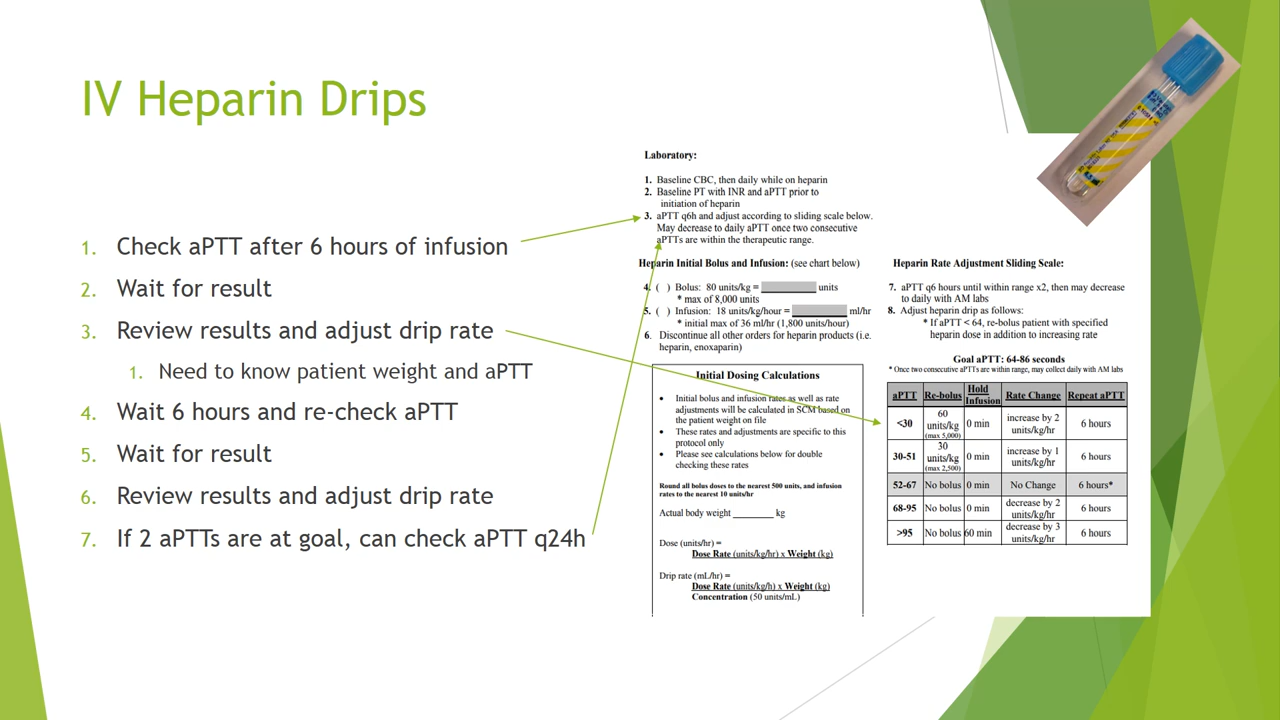 IV Heparin Drips
1. Check aPTT after 6 hours of infusion
2. Wait for result
3. Review results and adjust drip rate
1. Need to know patient weight and aPTT
4. Wait 6 hours and re-check aPTT
5. Wait for result
6. Review results and adjust drip rate
7. If 2 aPTTs are at goal, can check aPTT q24h
Laboratory:
1. Baseline CBC, then daily while on heparin
2. Baseline PT with INR and aPTT prior to
initiation of heparin
3. aPTT q6h and adjust according to sliding scale below.
May decrease to daily aPTT once two consecutive
aPTTs are within the therapeutic range.
Heparin Initial Bolus and Infusion: (see chart below)
4. ( ) Bolus: 80 units/kg = units
* max of 8,000 units
5. ( ) Infusion: 18 units/kg/hour = ml/hr
* initial max of 36 ml/hr (1,800 units/hour)
6. Discontinue all other orders for heparin products (i.e.
heparin, enoxaparin)
Initial Dosing Calculations
• Initial bolus and infusion rates as well as rate
adjustments will be calculated in SCM based on
the patient weight on file
• These rates and adjustments are specific to this
protocol only
• Please see calculations below for double
checking these rates
Round all bolus doses to the nearest 500 units, and infusion
rates to the nearest 10 units/hr
Actual body weight ________ kg
Dose (units/hr) =
Dose Rate (units/kg/hr) x Weight (kg)
Drip rate (mL/hr) =
Dose Rate (units/kg/h) x Weight (kg)
Concentration (50 units/mL)
Heparin Rate Adjustment Sliding Scale:
7. aPTT q6 hours until within range x2, then may decrease
to daily with AM labs
8. Adjust heparin drip as follows:
* If aPTT < 64, re-bolus patient with specified
heparin dose in addition to increasing rate
Goal aPTT: 64-86 seconds
* Once two consecutive aPTTs are within range, may collect daily with AM labs
aPTT Re-bolus Hold Infusion Rate Change Repeat aPTT
<30 60 units/kg (max 5,000) 0 min increase by 2 units/kg/hr 6 hours
30-51 30 units/kg (max 2,500) 0 min increase by 1 units/kg/hr 6 hours
52-67 No bolus 0 min No Change 6 hours*
68-95 No bolus 0 min decrease by 2 units/kg/hr 6 hours
>95 No bolus 60 min decrease by 3 units/kg/hr 6 hours